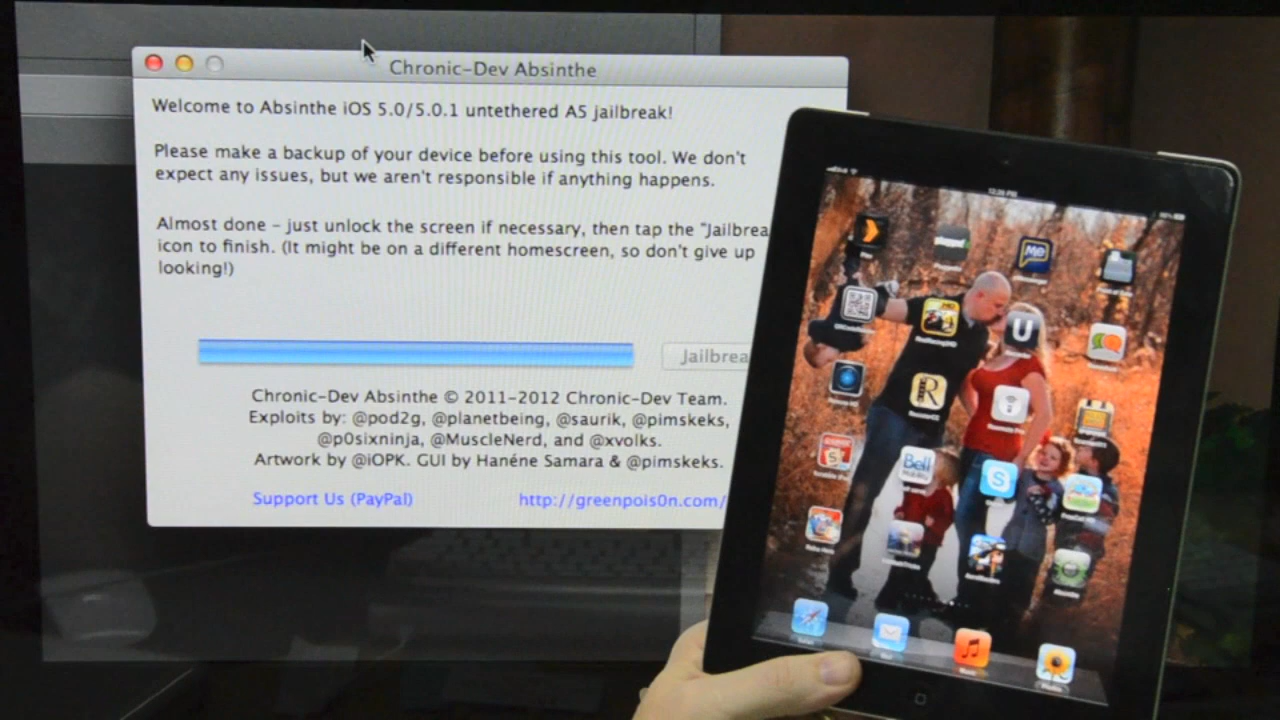 Chronic-Dev Absinthe
Welcome to Absinthe iOS 5.0/5.0.1 untethered A5 jailbreak!
Please make a backup of your device before using this tool. We don't
expect any issues, but we aren't responsible if anything happens.
Almost done - just unlock the screen if necessary, then tap the "Jailbrea
icon to finish. (It might be on a different homescreen, so don't give up
looking!)
Jailbrea
Chronic-Dev Absinthe © 2011-2012 Chronic-Dev Team.
Exploits by: @pod2g, @planetbeing, @saurik, @pimskeks,
@p0sixninja, @MuscleNerd, and @xvolks.
Artwork by @iOPK. GUI by Hanéne Samara & @pimskeks.
Support Us (PayPal)
http://greenpois0n.com/
Me
HD
U
R
Bell
Absinthe